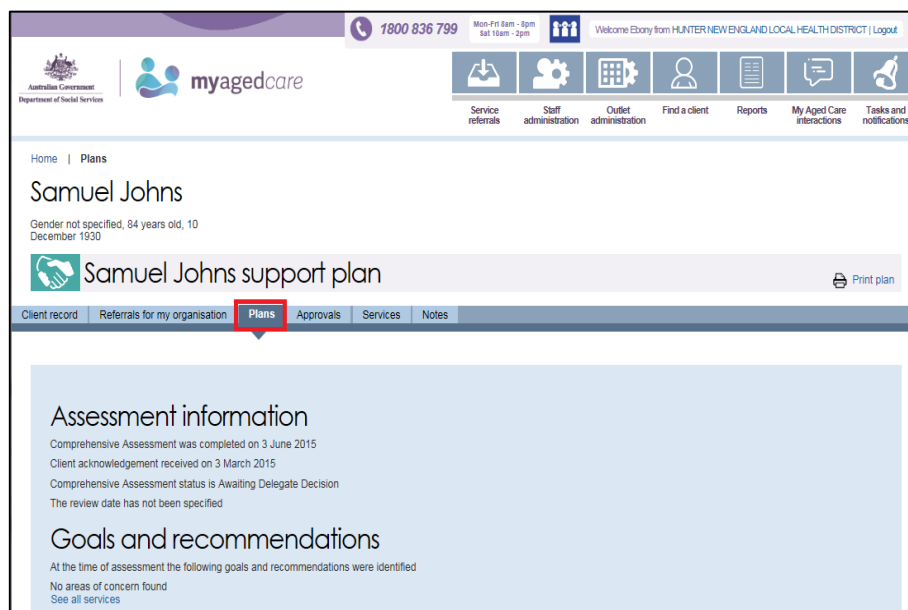 1800 836 799
Mon-Fri 8am - 8pm
Sat 10am - 2pm
Welcome Ebony from HUNTER NEW ENGLAND LOCAL HEALTH DISTRICT | Logout
Australian Government
Department of Social Services
myagedcare
Service referrals
Staff administration
Outlet administration
Find a client
Reports
My Aged Care interactions
Tasks and notifications
Home | Plans
Samuel Johns
Gender not specified, 84 years old, 10
December 1930
Samuel Johns support plan
Print plan
Client record
Referrals for my organisation
Plans
Approvals
Services
Notes
Assessment information
Comprehensive Assessment was completed on 3 June 2015
Client acknowledgement received on 3 March 2015
Comprehensive Assessment status is Awaiting Delegate Decision
The review date has not been specified
Goals and recommendations
At the time of assessment the following goals and recommendations were identified
No areas of concern found
See all services